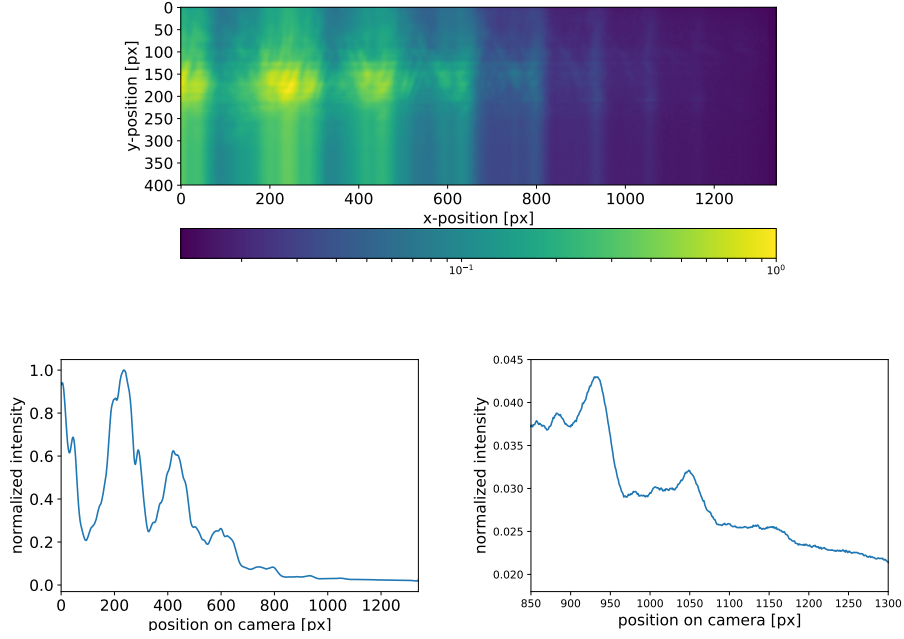 0
50
100
150
200
250
300
350
400
y-position [px]
0 200 400 600 800 1000 1200
x-position [px]
10⁻¹ 10⁰
1.0
0.8
0.6
0.4
0.2
0.0
normalized intensity
0 200 400 600 800 1000 1200
position on camera [px]
0.045
0.040
0.035
0.030
0.025
0.020
normalized intensity
850 900 950 1000 1050 1100 1150 1200 1250 1300
position on camera [px]